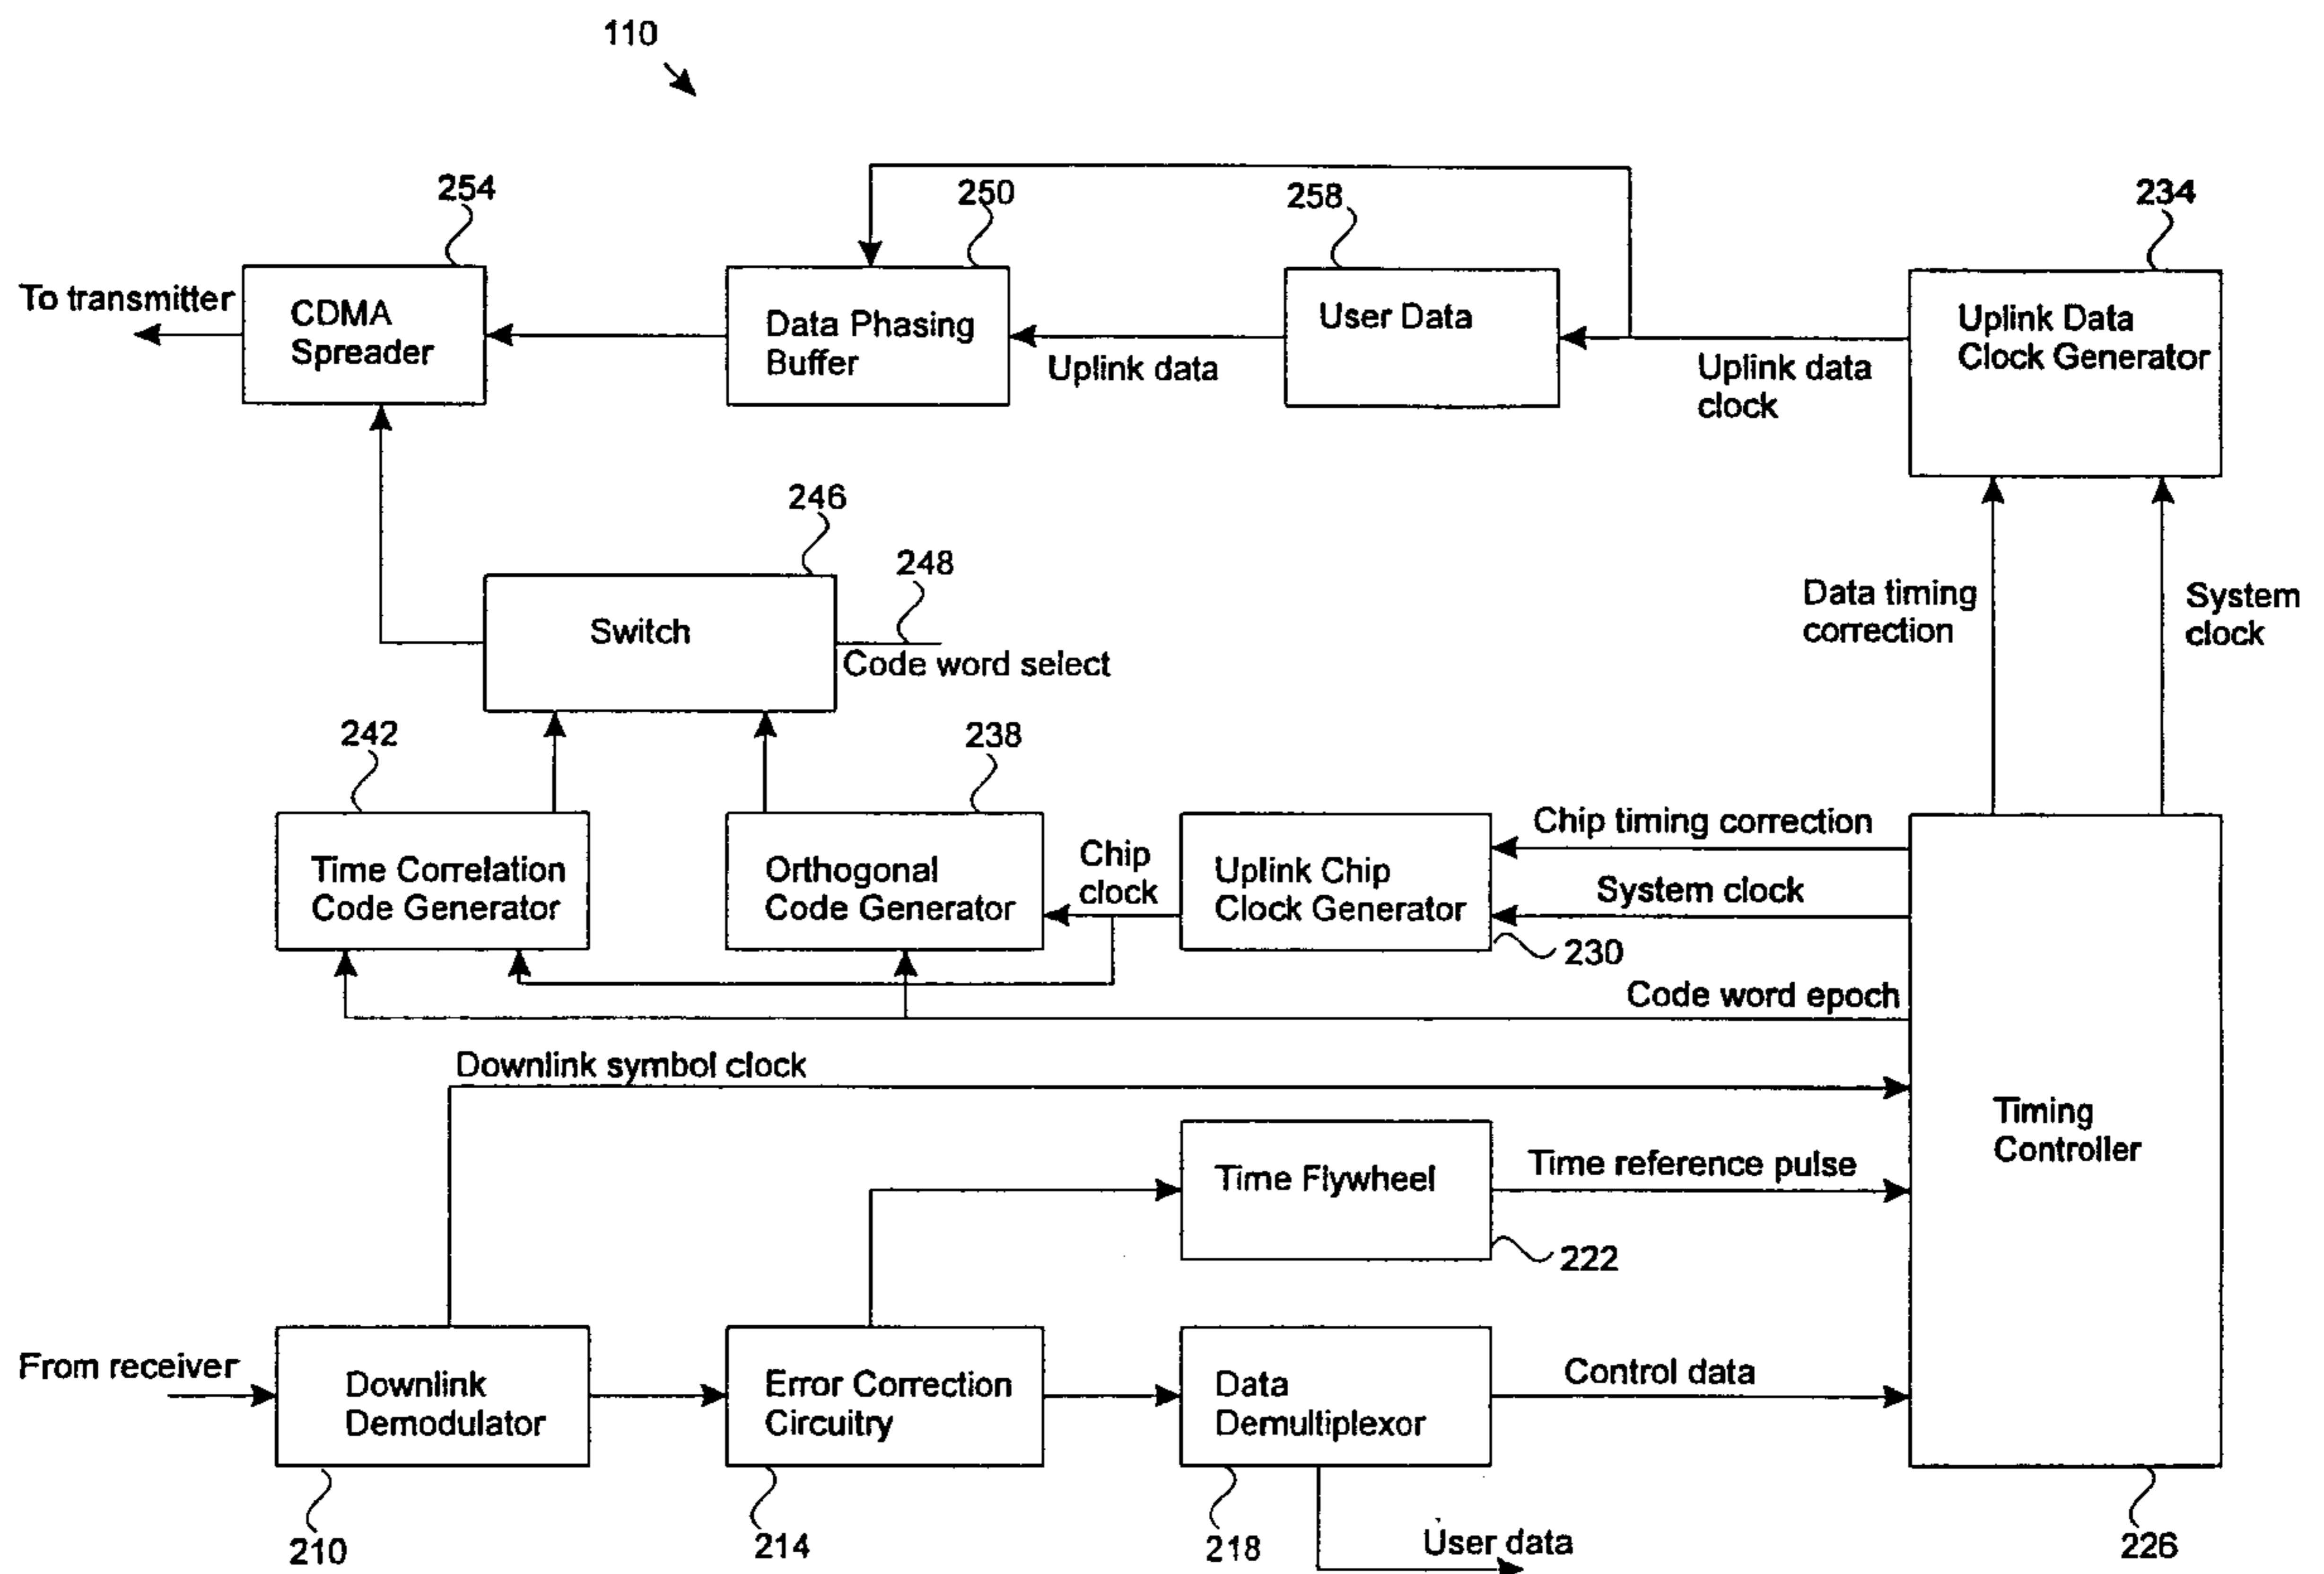 110
254
250
258
234
To transmitter
CDMA
Spreader
Data Phasing
Buffer
Uplink data
User Data
Uplink data
clock
Uplink Data
Clock Generator
246
248
Switch
Code word select
Data timing
correction
System
clock
242
238
Time Correlation
Code Generator
Orthogonal
Code Generator
Chip
clock
Uplink Chip
Clock Generator
Chip timing correction
System clock
230
Code word epoch
Downlink symbol clock
Timing
Controller
Time Flywheel
Time reference pulse
222
From receiver
Downlink
Demodulator
Error Correction
Circuitry
Data
Demultiplexor
Control data
210
214
218
User data
226